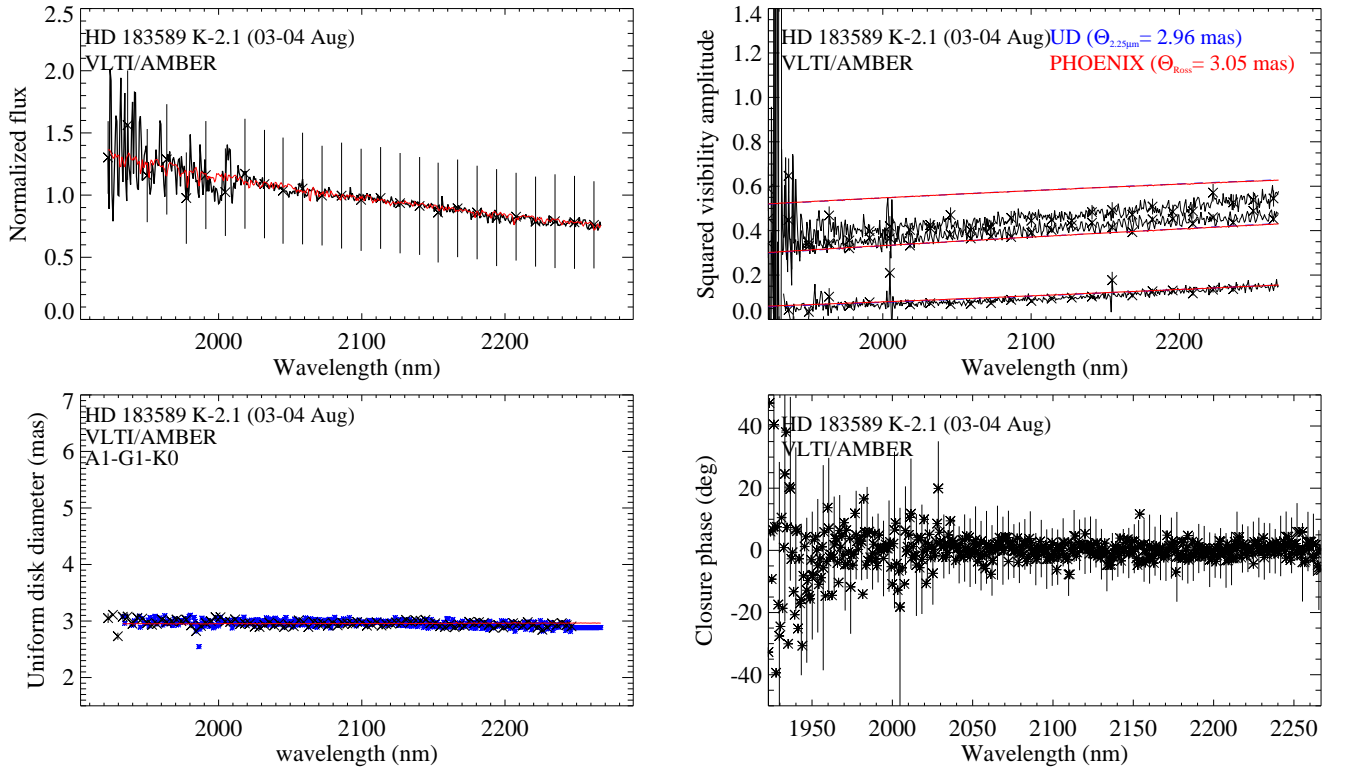 2.5
2.0
1.5
1.0
0.5
0.0
Normalized flux
HD 183589 K-2.1 (03-04 Aug)
VLTI/AMBER
2000
2100
2200
Wavelength (nm)
1.4
1.2
1.0
0.8
0.6
0.4
0.2
0.0
Squared visibility amplitude
HD 183589 K-2.1 (03-04 Aug)
UD (Θ2.25μm= 2.96 mas)
VLTI/AMBER
PHOENIX (ΘRoss= 3.05 mas)
2000
2100
2200
Wavelength (nm)
7
6
5
4
3
2
Uniform disk diameter (mas)
HD 183589 K-2.1 (03-04 Aug)
VLTI/AMBER
A1-G1-K0
2000
2100
2200
wavelength (nm)
40
20
0
-20
-40
Closure phase (deg)
HD 183589 K-2.1 (03-04 Aug)
VLTI/AMBER
1950
2000
2050
2100
2150
2200
2250
Wavelength (nm)